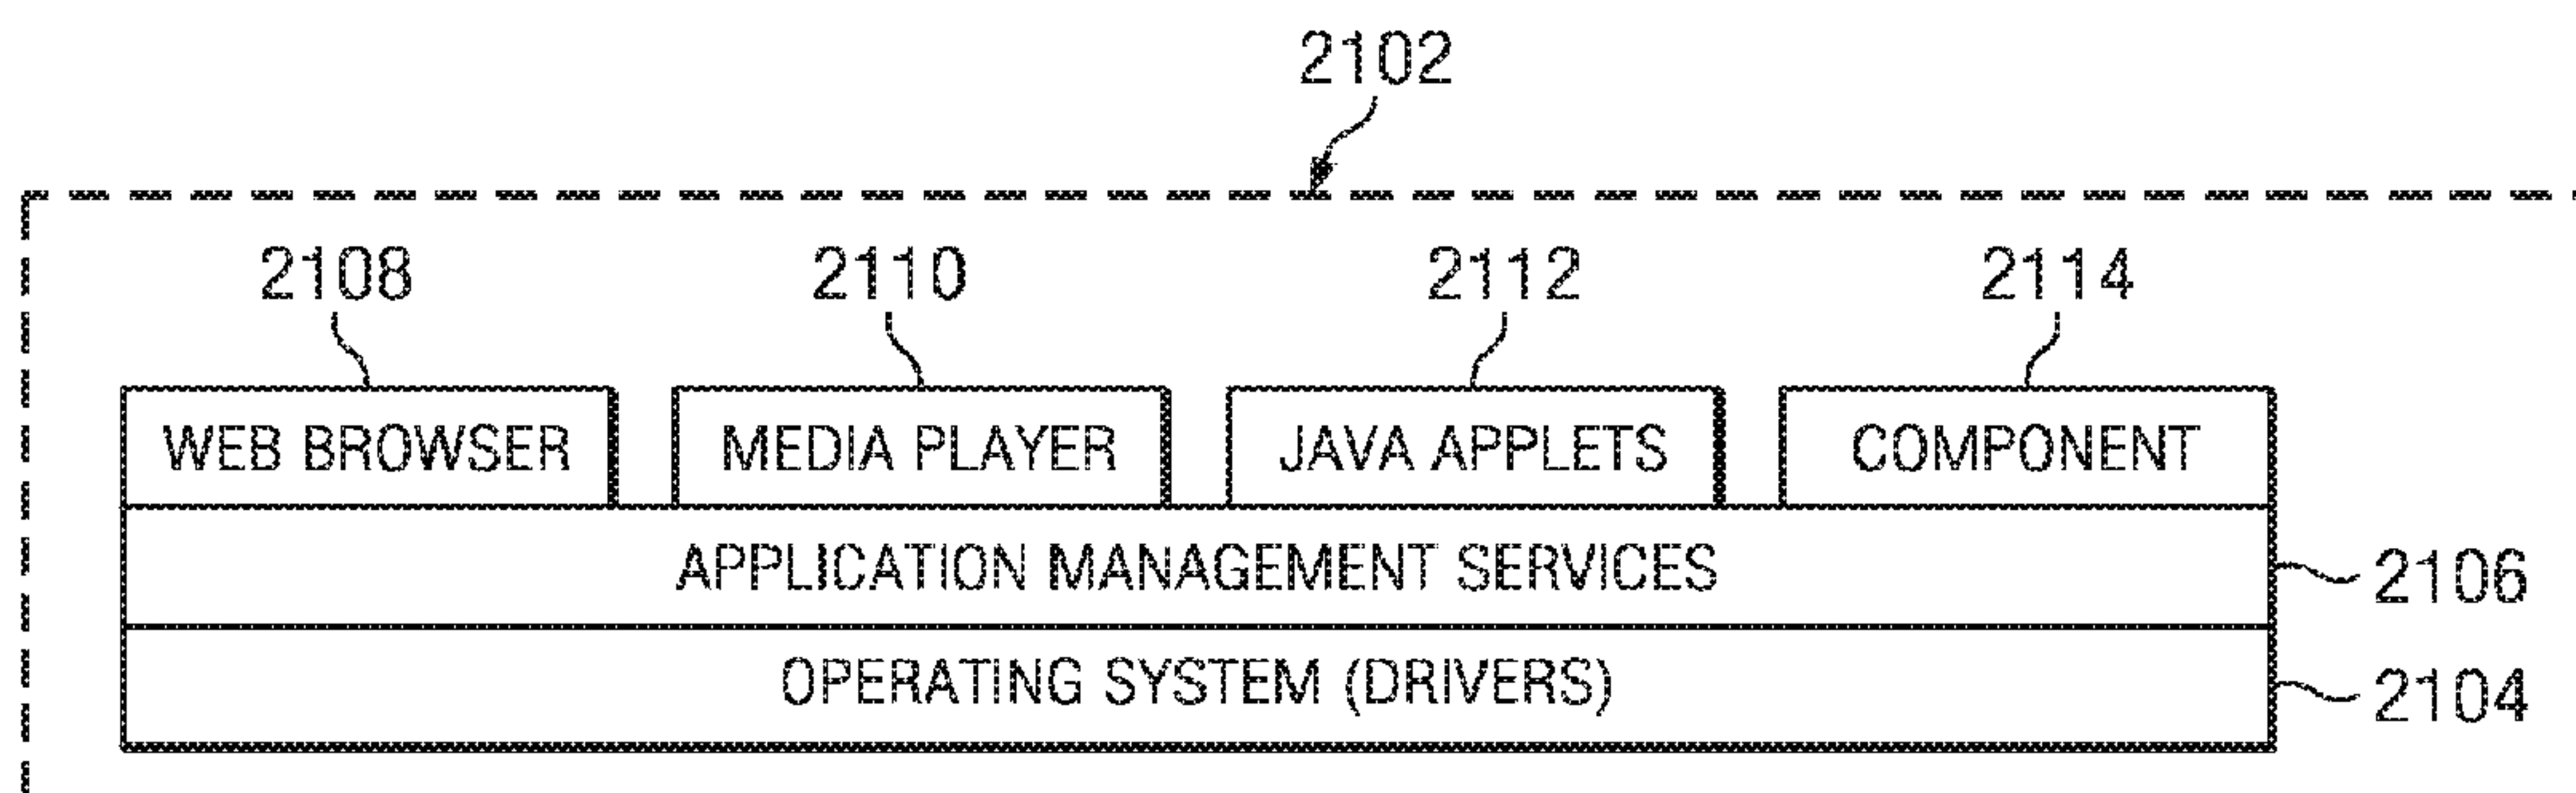 2102
2108 2110 2112 2114
WEB BROWSER MEDIA PLAYER JAVA APPLETS COMPONENT
APPLICATION MANAGEMENT SERVICES 2106
OPERATING SYSTEM (DRIVERS) 2104